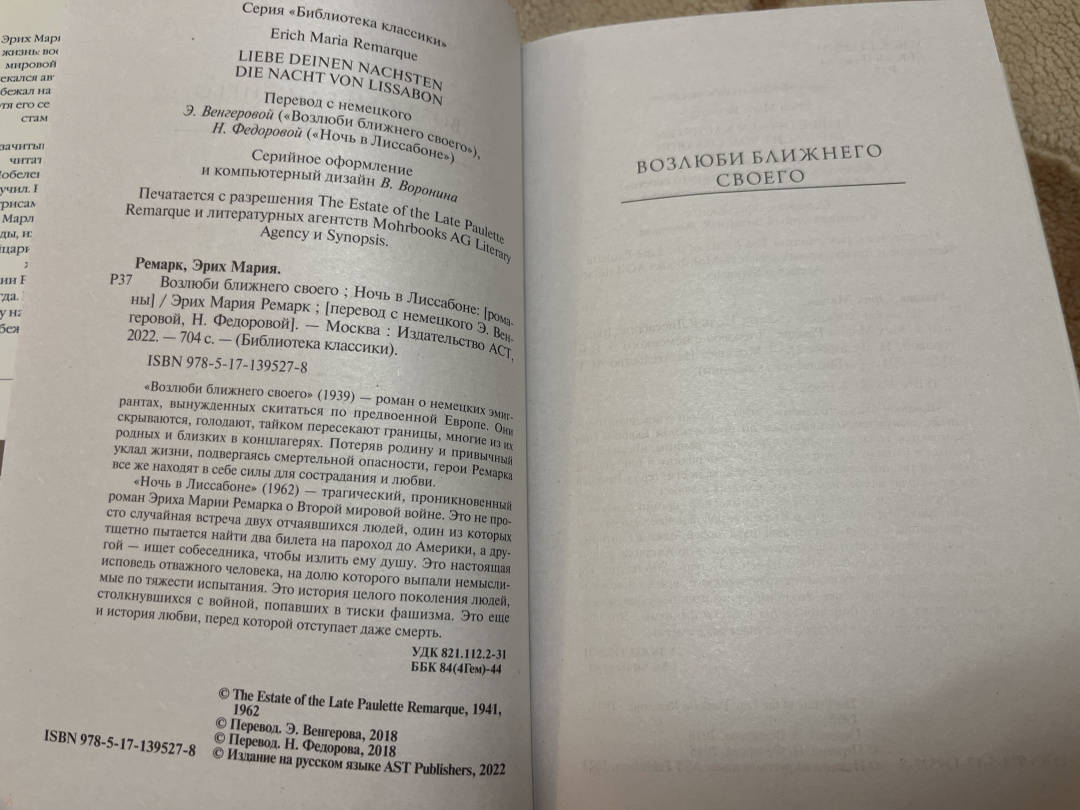 Эрих Мари
жизнь: вос
мировой
бежал на
стам
читат
учил.
Марл
Серия «Библиотека классики»
Erich Maria Remarque
LIEBE DEINEN NACHSTEN
DIE NACHT VON LISSABON
Перевод с немецкого
Э. Венгеровой («Возлюби ближнего своего»),
Н. Федоровой («Ночь в Лиссабоне»)
Серийное оформление
и компьютерный дизайн В. Воронина
Печатается с разрешения The Estate of the Late Paulette
Remarque и литературных агентств Mohrbooks AG Literary
Agency и Synopsis.
Ремарк, Эрих Мария.
Р37 Возлюби ближнего своего ; Ночь в Лиссабоне: [рома-
ны] / Эрих Мария Ремарк ; [перевод с немецкого Э. Вен-
геровой, Н. Федоровой]. — Москва : Издательство АСТ,
2022. — 704 с. — (Библиотека классики).
ISBN 978-5-17-139527-8
«Возлюби ближнего своего» (1939) — роман о немецких эмиг-
рантах, вынужденных скитаться по предвоенной Европе. Они
скрываются, голодают, тайком пересекают границы, многие из их
родных и близких в концлагерях. Потеряв родину и привычный
уклад жизни, подвергаясь смертельной опасности, герои Ремарка
все же находят в себе силы для сострадания и любви.
«Ночь в Лиссабоне» (1962) — трагический, проникновенный
роман Эриха Марии Ремарка о Второй мировой войне. Это не про-
сто случайная встреча двух отчаявшихся людей, один из которых
тщетно пытается найти два билета на пароход до Америки, а дру-
гой — ищет собеседника, чтобы излить ему душу. Это настоящая
исповедь отважного человека, на долю которого выпали немысли-
мые по тяжести испытания. Это история целого поколения людей,
столкнувшихся с войной, попавших в тиски фашизма. Это еще
и история любви, перед которой отступает даже смерть.
УДК 821.112.2-31
ББК 84(4Гем)-44
© The Estate of the Late Paulette Remarque, 1941,
1962
© Перевод. Э. Венгерова, 2018
© Перевод. Н. Федорова, 2018
ISBN 978-5-17-139527-8 © Издание на русском языке AST Publishers, 2022
ВОЗЛЮБИ БЛИЖНЕГО
СВОЕГО